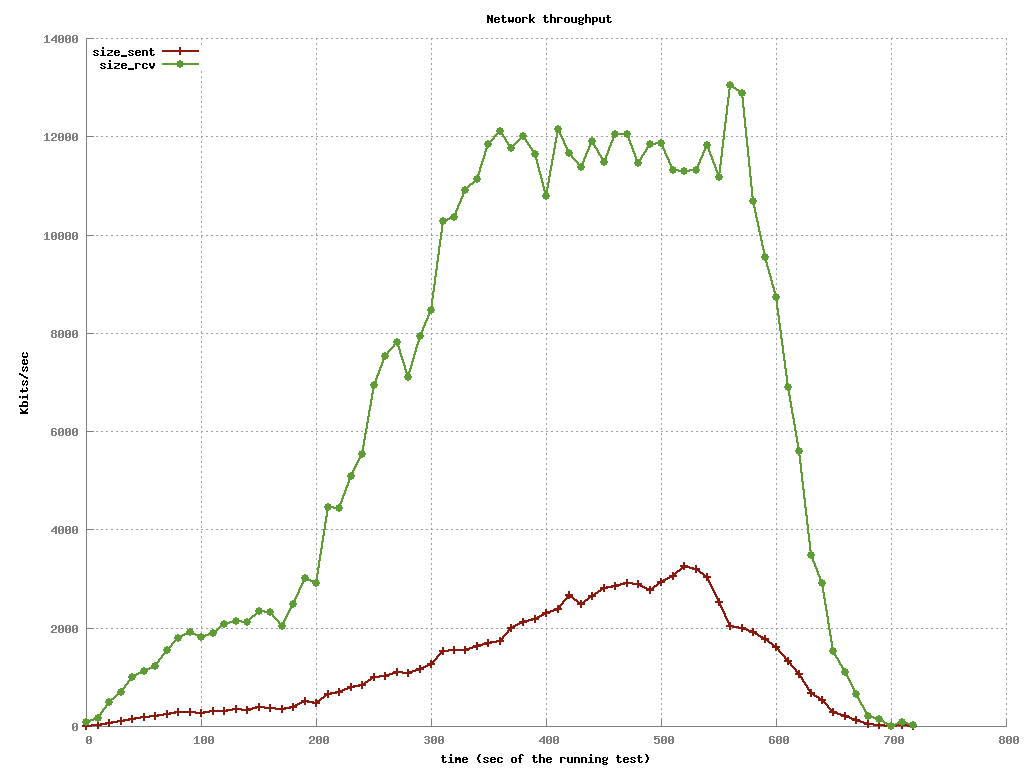 Network throughput
size_sent
size_rcv
14000
12000
10000
8000
6000
4000
2000
0
Kbits/sec
0 100 200 300 400 500 600 700 800
time (sec of the running test)